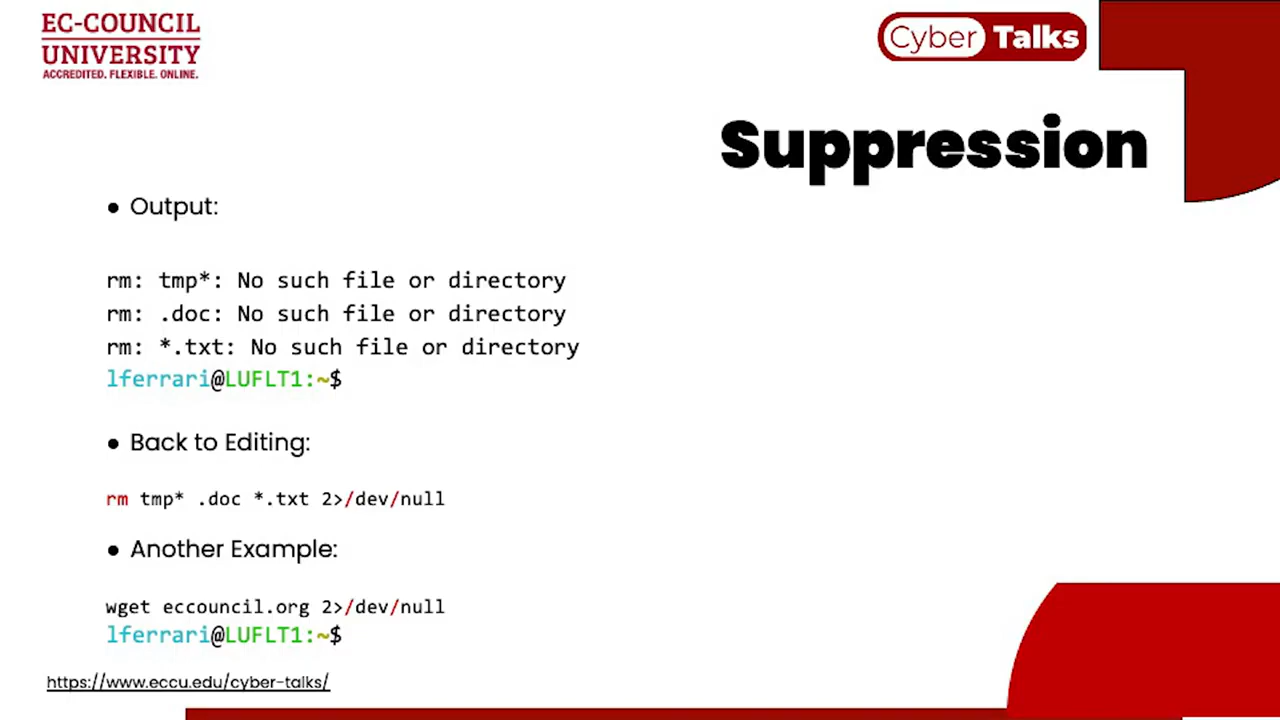 EC-COUNCIL
UNIVERSITY
ACCREDITED. FLEXIBLE. ONLINE.
Cyber Talks
Suppression
● Output:
rm: tmp*: No such file or directory
rm: .doc: No such file or directory
rm: *.txt: No such file or directory
lferrari@LUFLT1:~$
● Back to Editing:
rm tmp* .doc *.txt 2>/dev/null
● Another Example:
wget eccouncil.org 2>/dev/null
lferrari@LUFLT1:~$
https://www.eccu.edu/cyber-talks/